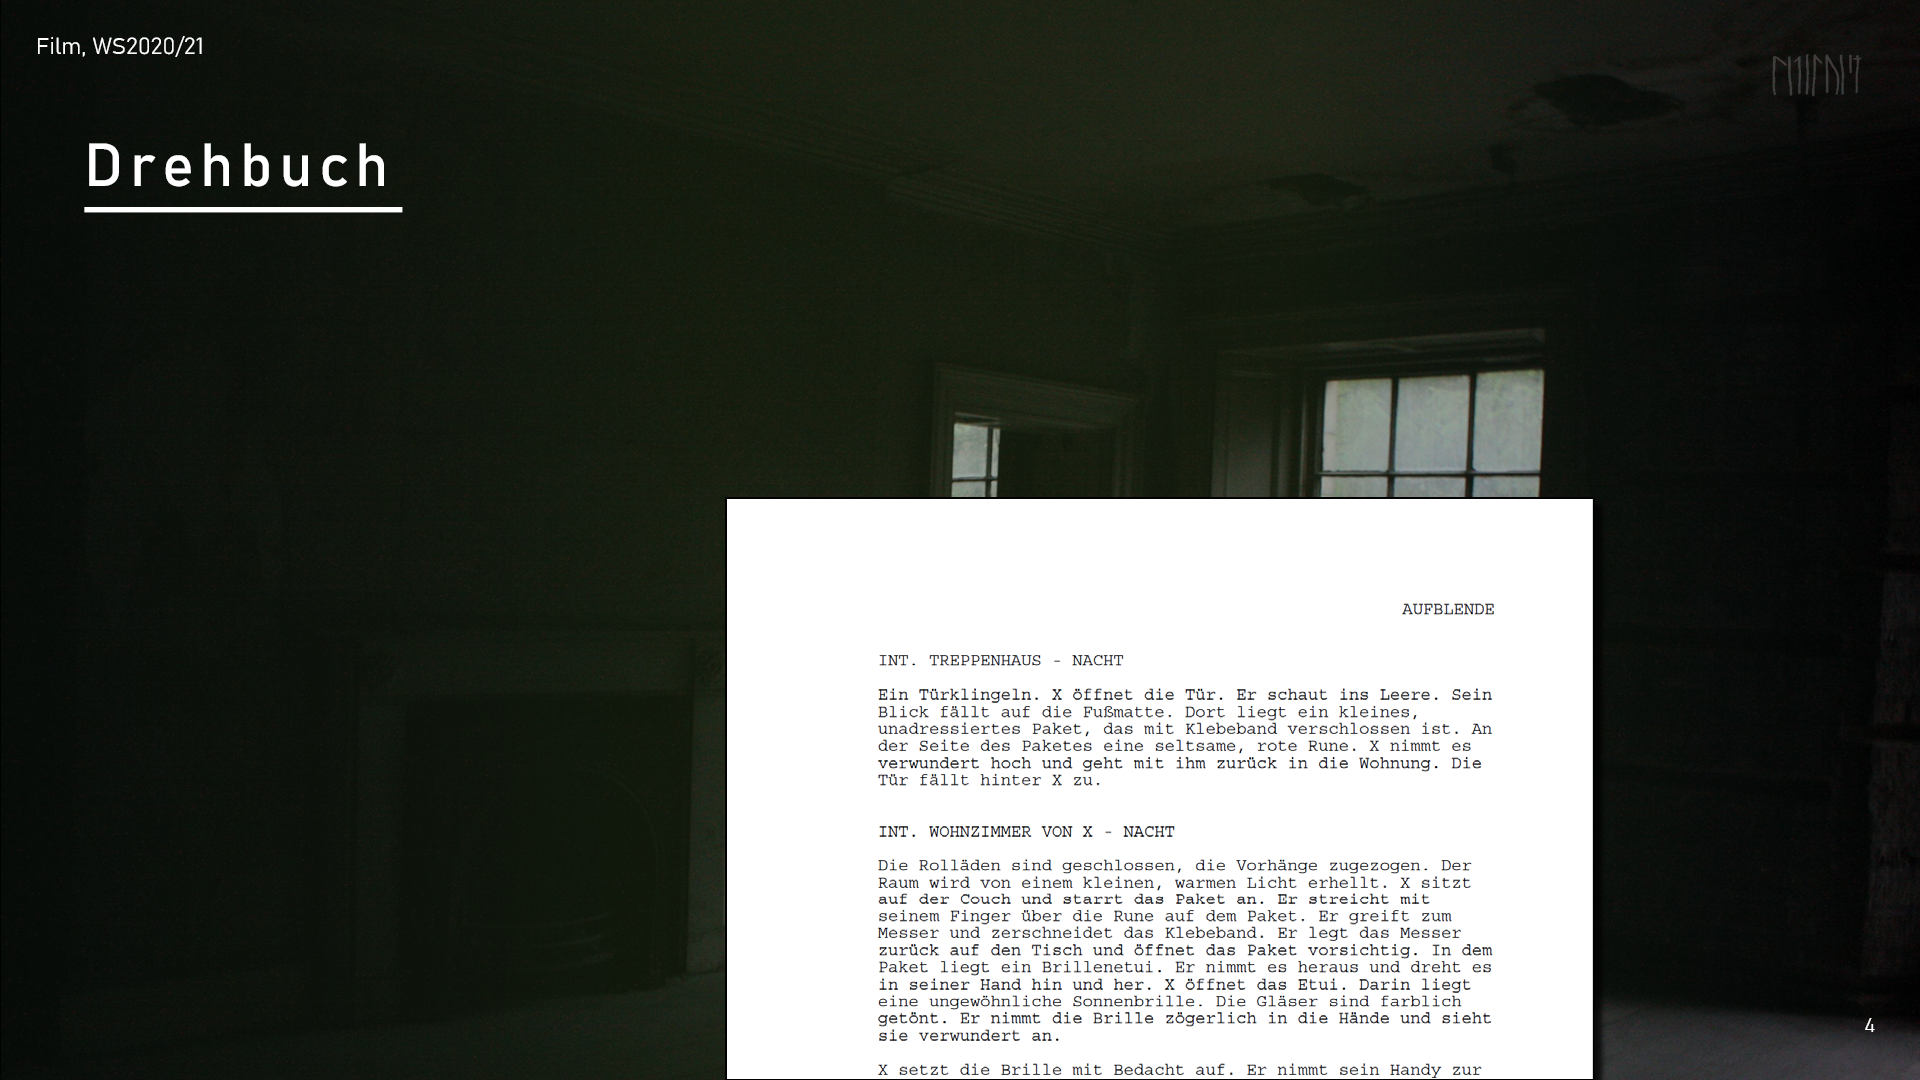 Film, WS2020/21
Drehbuch
AUFBLENDE
INT. TREPPENHAUS - NACHT
Ein Türklingeln. X öffnet die Tür. Er schaut ins Leere. Sein
Blick fällt auf die Fußmatte. Dort liegt ein kleines,
unadressiertes Paket, das mit Klebeband verschlossen ist. An
der Seite des Paketes eine seltsame, rote Rune. X nimmt es
verwundert hoch und geht mit ihm zurück in die Wohnung. Die
Tür fällt hinter X zu.
INT. WOHNZIMMER VON X - NACHT
Die Rolläden sind geschlossen, die Vorhänge zugezogen. Der
Raum wird von einem kleinen, warmen Licht erhellt. X sitzt
auf der Couch und starrt das Paket an. Er streicht mit
seinem Finger über die Rune auf dem Paket. Er greift zum
Messer und zerschneidet das Klebeband. Er legt das Messer
zurück auf den Tisch und öffnet das Paket vorsichtig. In dem
Paket liegt ein Brillenetui. Er nimmt es heraus und dreht es
in seiner Hand hin und her. X öffnet das Etui. Darin liegt
eine ungewöhnliche Sonnenbrille. Die Gläser sind farblich
getönt. Er nimmt die Brille zögerlich in die Hände und sieht
sie verwundert an.
X setzt die Brille mit Bedacht auf. Er nimmt sein Handy zur
4